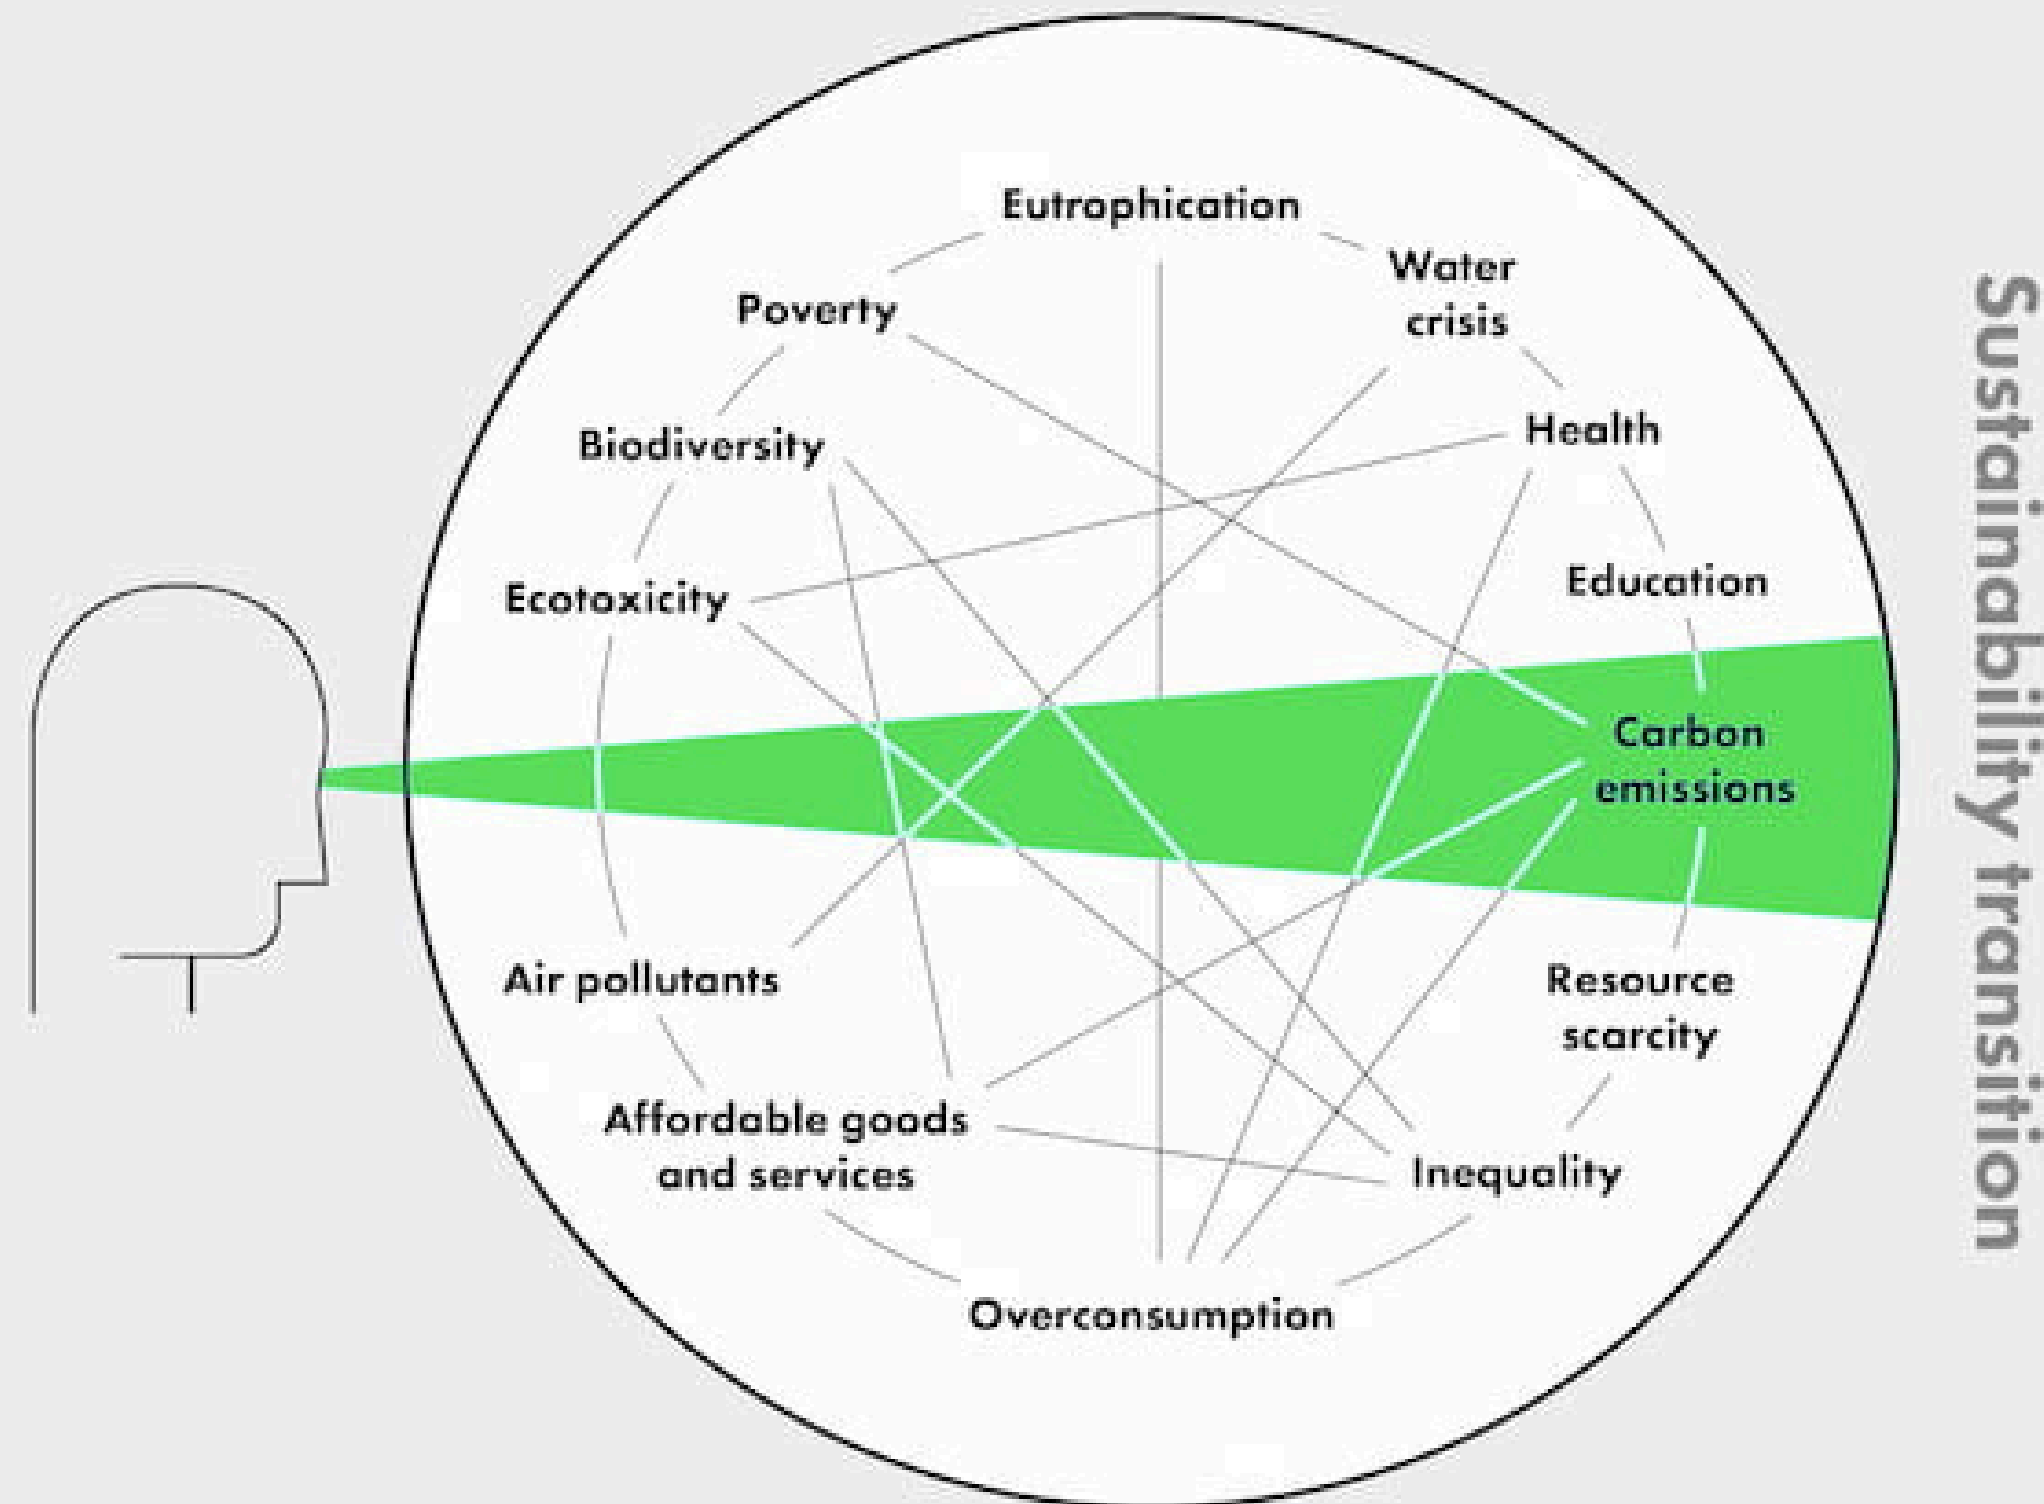 Eutrophication
Water
crisis
Poverty
Health
Biodiversity
Education
Ecotoxicity
Carbon
emissions
Air pollutants
Resource
scarcity
Affordable goods
and services
Inequality
Overconsumption
Sustainability transition